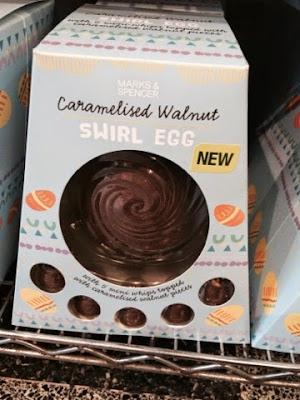 MARKS &
SPENCER
Caramelised Walnut
SWIRL EGG
NEW
with 5 mini whips topped
with caramelised walnut pieces